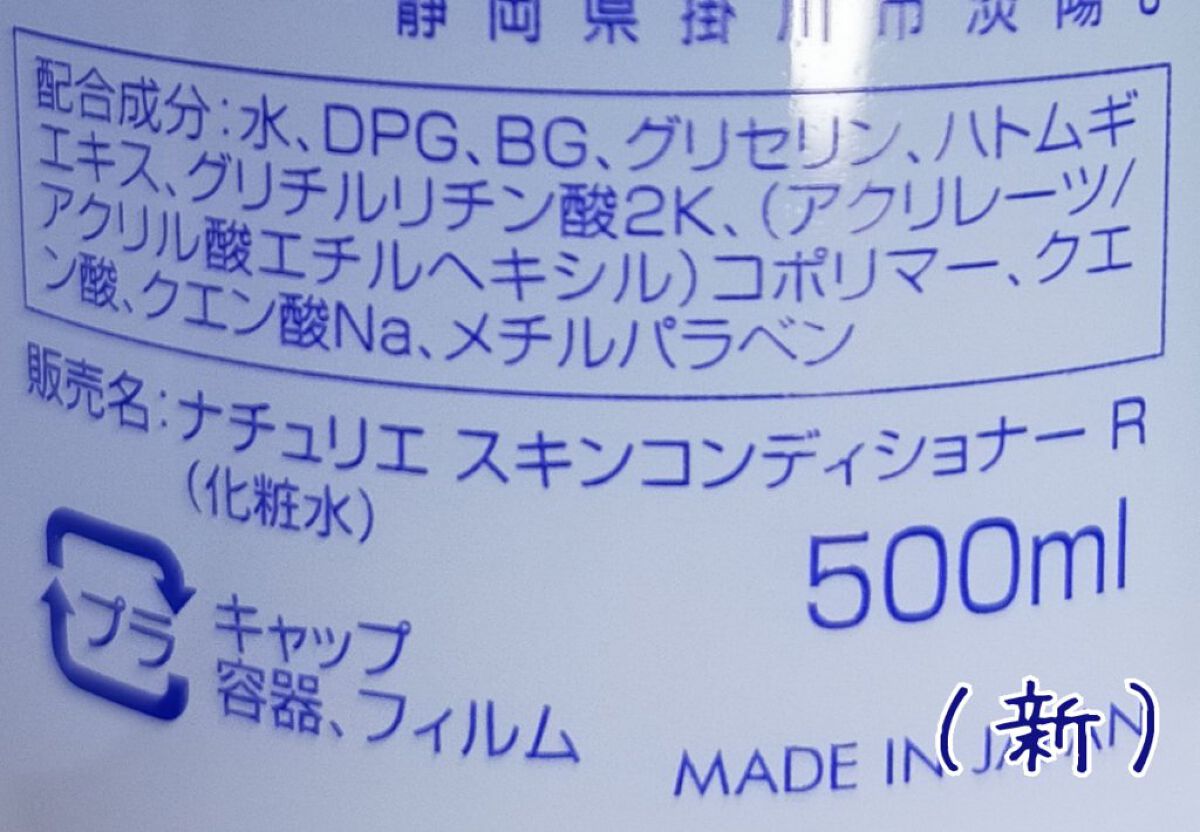 静岡県掛川市淡陽
配合成分：水、DPG、BG、グリセリン、ハトムギ
エキス、グリチルリチン酸2K、(アクリレーツ/
アクリル酸エチルヘキシル)コポリマー、クエ
ン酸、クエン酸Na、メチルパラベン
販売名：ナチュリエ スキンコンディショナー R
(化粧水)
500ml
プラ
キャップ
容器、フィルム
MADE IN JAPAN
(新)